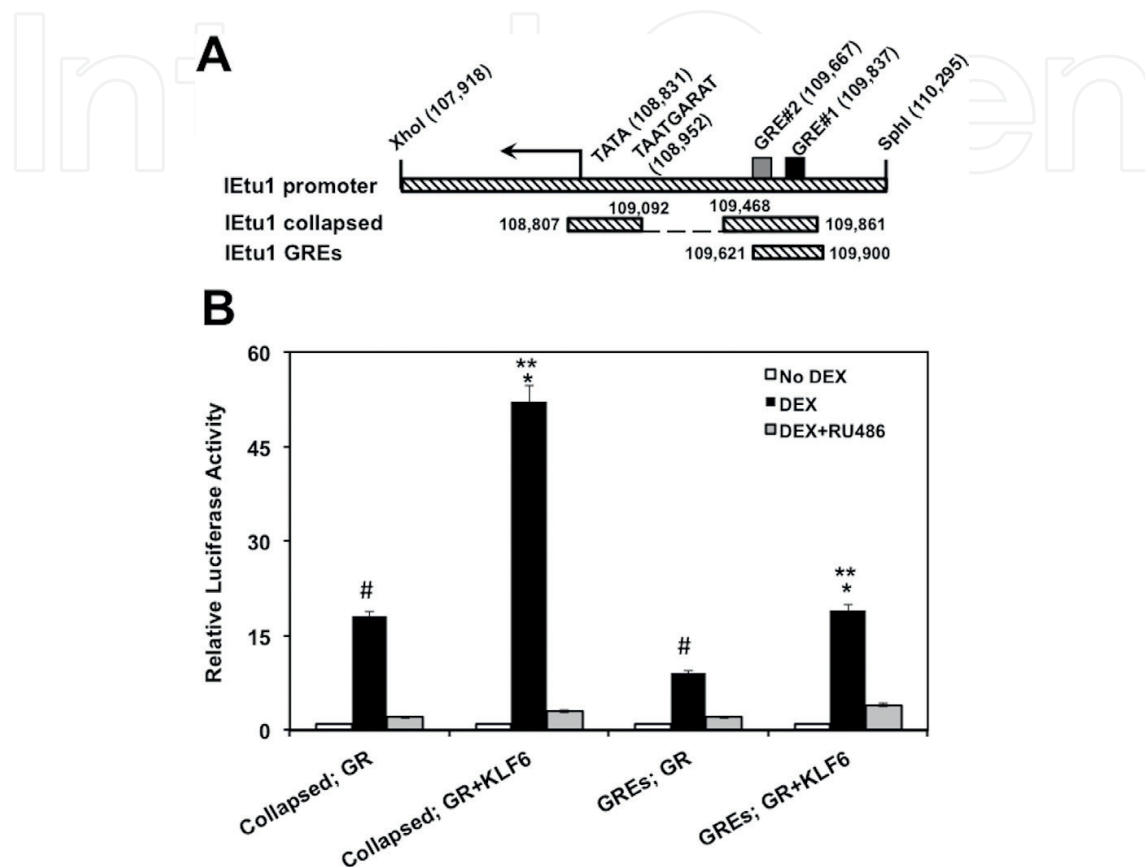 Int
en
A
XhoI (107,918)
TATA (108,831)
TAATGARAT
(108,952)
GRE#2 (109,667)
GRE#1 (109,837)
SphI (110,295)
IEtu1 promoter
IEtu1 collapsed
108,807
109,092
109,468
109,861
IEtu1 GREs
109,621
109,900
B
Relative Luciferase Activity
60
45
30
15
0
No DEX
DEX
DEX+RU486
#
**
*
#
**
*
Collapsed; GR
Collapsed; GR+KLF6
GREs; GR
GREs; GR+KLF6